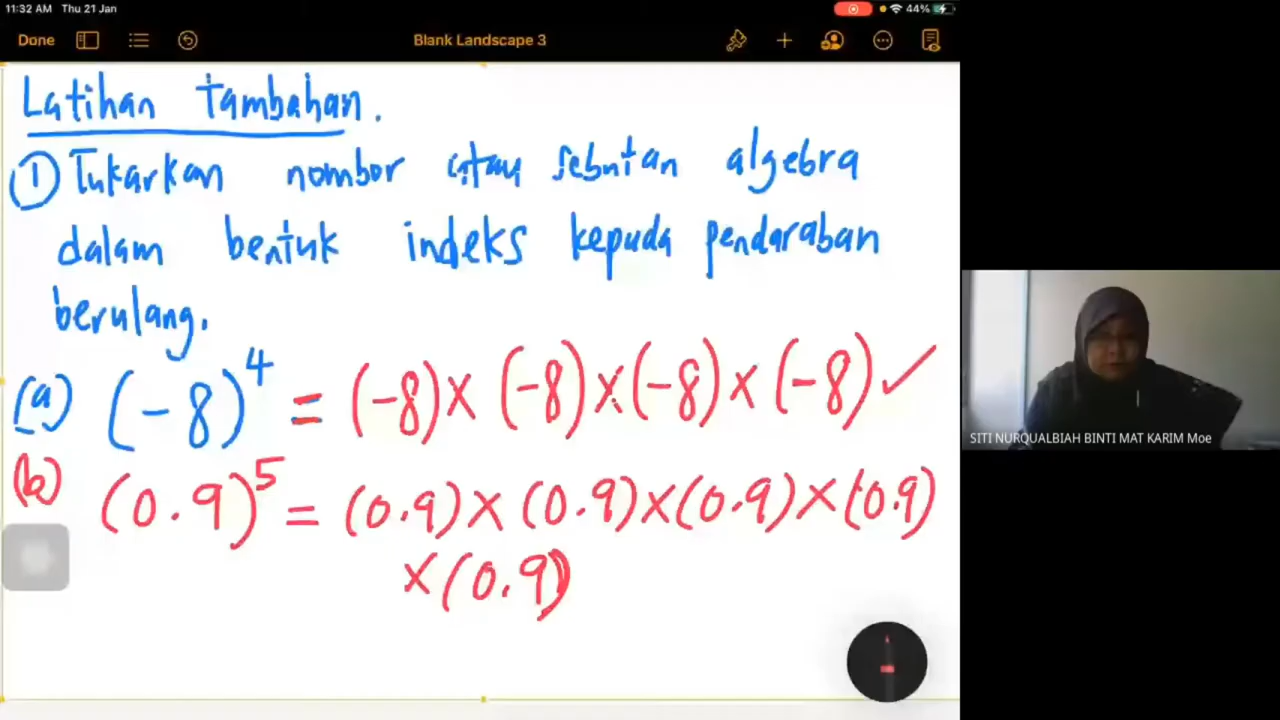 11:32 AM Thu 21 Jan
44%
Done
Blank Landscape 3
Latihan Tambahan.
① Tukarkan nombor atau sebutan algebra
dalam bentuk indeks kepada pendaraban
berulang.
(a) (-8)⁴ = (-8) × (-8) × (-8) × (-8) ✓
(b) (0.9)⁵ = (0.9) × (0.9) × (0.9) × (0.9)
× (0.9)
SITI NURQUALBIAH BINTI MAT KARIM Moe